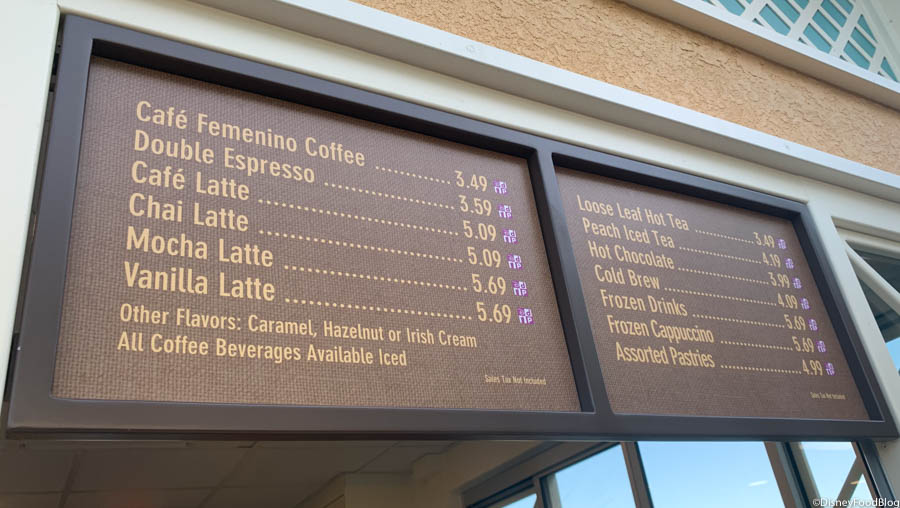 Café Femenino Coffee ............ 3.49
Double Espresso ..................... 3.59
Café Latte ................................ 5.09
Chai Latte ................................ 5.09
Mocha Latte ............................ 5.69
Vanilla Latte ............................ 5.69
Other Flavors: Caramel, Hazelnut or Irish Cream
All Coffee Beverages Available Iced
Sales Tax Not Included
Loose Leaf Hot Tea ............ 3.49
Peach Iced Tea ................. 4.19
Hot Chocolate .................. 3.99
Cold Brew ........................ 4.09
Frozen Drinks ................... 5.69
Frozen Cappuccino ............ 5.69
Assorted Pastries .............. 4.99
Sales Tax Not Included
©DisneyFoodBlog